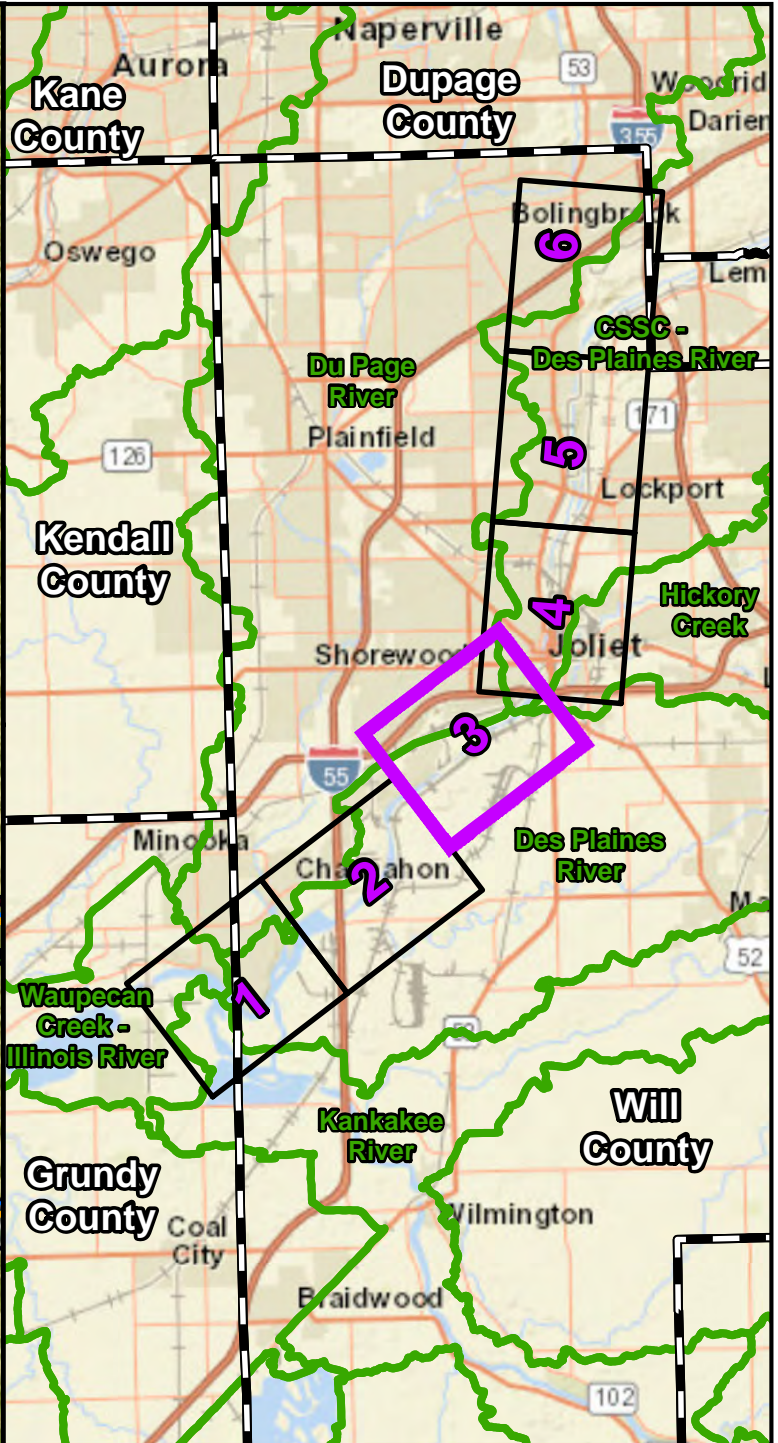 Naperville
Aurora
53
Kane
County
Dupage
County
Woodrid
355
Darien
Bolingbrook
6
Oswego
Lem
CSSC -
Des Plaines River
Du Page
River
171
Plainfield
126
5
Lockport
Kendall
County
Hickory
Creek
4
Joliet
Shorewood
3
55
Minooka
Des Plaines
River
Channahon
2
Ma
52
Waupecan
Creek -
Illinois River
1
Will
County
Kankakee
River
Grundy
County
Wilmington
Coal
City
Braidwood
102